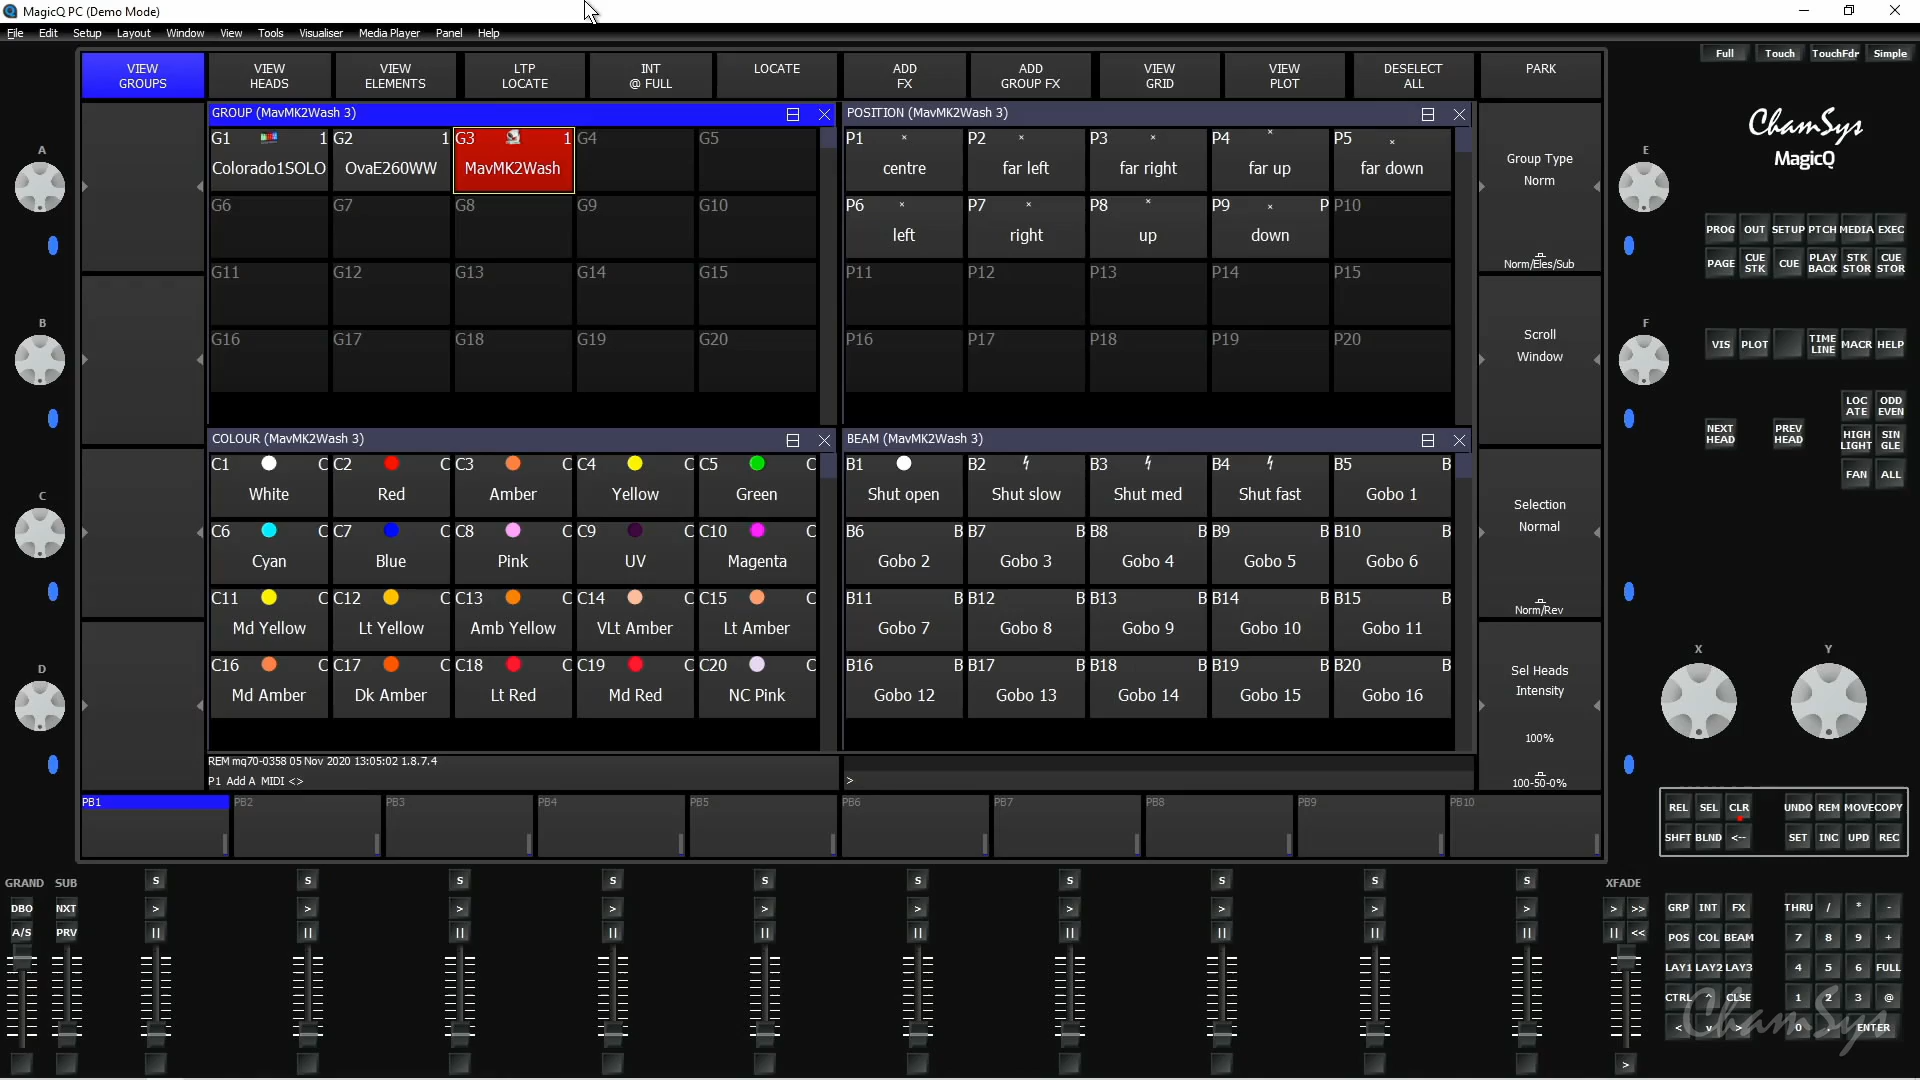 MagicQ PC (Demo Mode)
File Edit Setup Layout Window View Tools Visualiser Media Player Panel Help
Full Touch TouchFdr Simple
VIEW GROUPS
VIEW HEADS
VIEW ELEMENTS
LTP LOCATE
INT @ FULL
LOCATE
ADD FX
ADD GROUP FX
VIEW GRID
VIEW PLOT
DESELECT ALL
PARK
GROUP (MavMK2Wash 3)
G1 1 G2 1 G3 1 G4 G5
Colorado1SOLO OvaE260WW MavMK2Wash
G6 G7 G8 G9 G10
G11 G12 G13 G14 G15
G16 G17 G18 G19 G20
POSITION (MavMK2Wash 3)
P1 P2 P3 P4 P5
centre far left far right far up far down
P6 P7 P8 P9 P P10
left right up down
P11 P12 P13 P14 P15
P16 P17 P18 P19 P20
COLOUR (MavMK2Wash 3)
C1 C C2 C C3 C C4 C C5 C
White Red Amber Yellow Green
C6 C C7 C C8 C C9 C C10 C
Cyan Blue Pink UV Magenta
C11 C C12 C C13 C C14 C C15 C
Md Yellow Lt Yellow Amb Yellow VLt Amber Lt Amber
C16 C C17 C C18 C C19 C C20 C
Md Amber Dk Amber Lt Red Md Red NC Pink
BEAM (MavMK2Wash 3)
B1 B2 B3 B4 B5 B
Shut open Shut slow Shut med Shut fast Gobo 1
B6 B B7 B B8 B B9 B B10 B
Gobo 2 Gobo 3 Gobo 4 Gobo 5 Gobo 6
B11 B B12 B B13 B B14 B B15 B
Gobo 7 Gobo 8 Gobo 9 Gobo 10 Gobo 11
B16 B B17 B B18 B B19 B B20 B
Gobo 12 Gobo 13 Gobo 14 Gobo 15 Gobo 16
REM mq70-0358 05 Nov 2020 13:05:02 1.8.7.4
P1 Add A MIDI <>
>
Group Type
Norm
Norm/Eles/Sub
Scroll
Window
Selection
Normal
Norm/Rev
Sel Heads
Intensity
100%
100-50-0%
A
B
C
D
E
F
X Y
PB1 PB2 PB3 PB4 PB5 PB6 PB7 PB8 PB9 PB10
ChamSys
MagicQ
PROG OUT SETUP PTCH MEDIA EXEC
PAGE CUE STK CUE PLAY BACK STK STOR CUE STOR
VIS PLOT TIME LINE MACR HELP
LOC ATE ODD EVEN
NEXT HEAD PREV HEAD HIGH LIGHT SIN GLE
FAN ALL
REL SEL CLR UNDO REM MOVE COPY
SHFT BLND <-- SET INC UPD REC
GRAND SUB
DBO NXT
A/S PRV
S S S S S S S S S S
> > > > > > > > > >
II II II II II II II II II II
XFADE
> >>
II <<
>
GRP INT FX THRU / * -
POS COL BEAM 7 8 9 +
LAY1 LAY2 LAY3 4 5 6 FULL
CTRL ^ CLSE 1 2 3 @
< v > 0 . ENTER
ChamSys